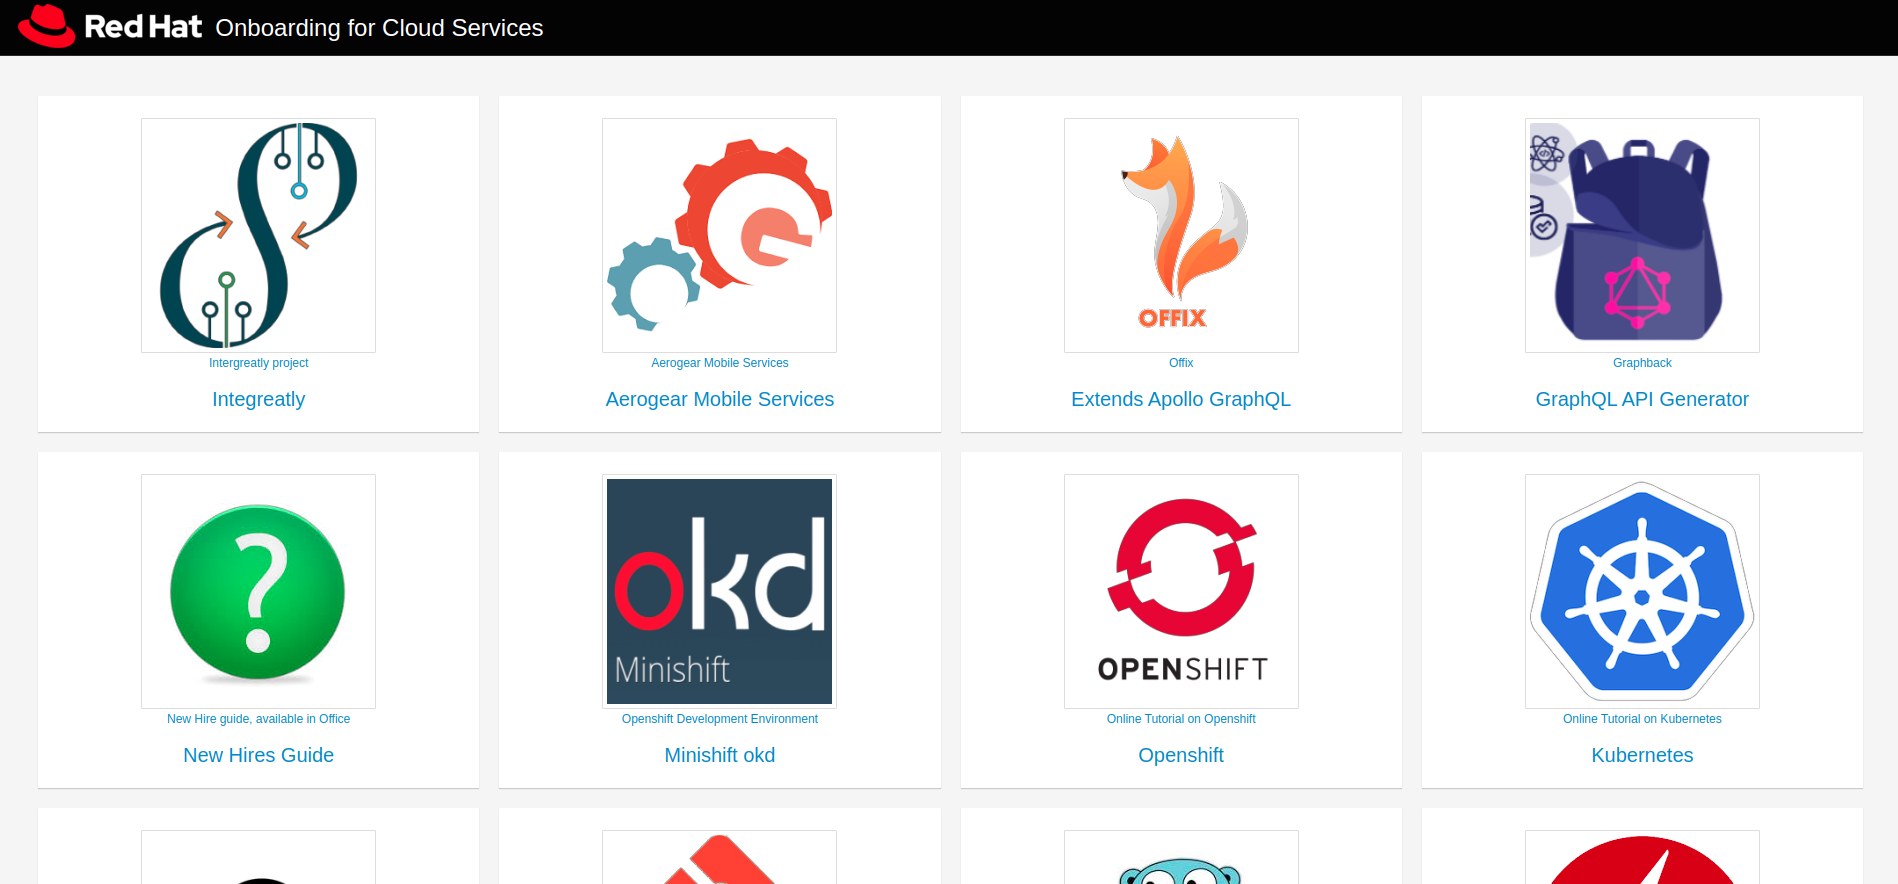 Red Hat Onboarding for Cloud Services
Intergreatly project
Integreatly
Aerogear Mobile Services
Aerogear Mobile Services
OFFIX
Offix
Extends Apollo GraphQL
Graphback
GraphQL API Generator
?
New Hire guide, available in Office
New Hires Guide
okd
Minishift
Openshift Development Environment
Minishift okd
OPENSHIFT
Online Tutorial on Openshift
Openshift
Online Tutorial on Kubernetes
Kubernetes